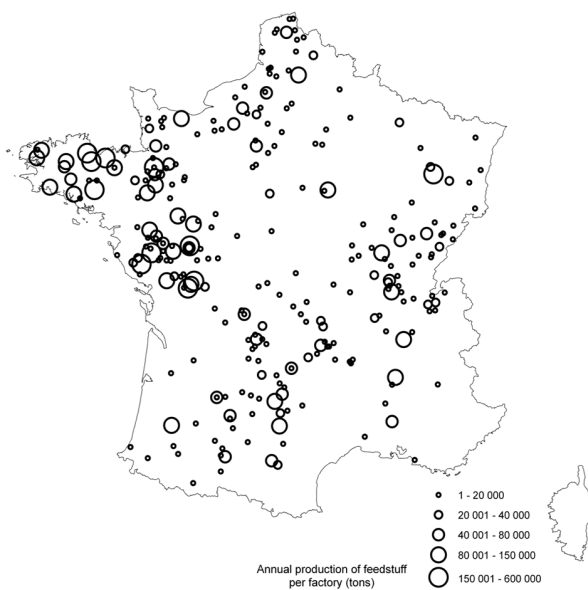 1 - 20 000
20 001 - 40 000
40 001 - 80 000
80 001 - 150 000
150 001 - 600 000
Annual production of feedstuff
per factory (tons)